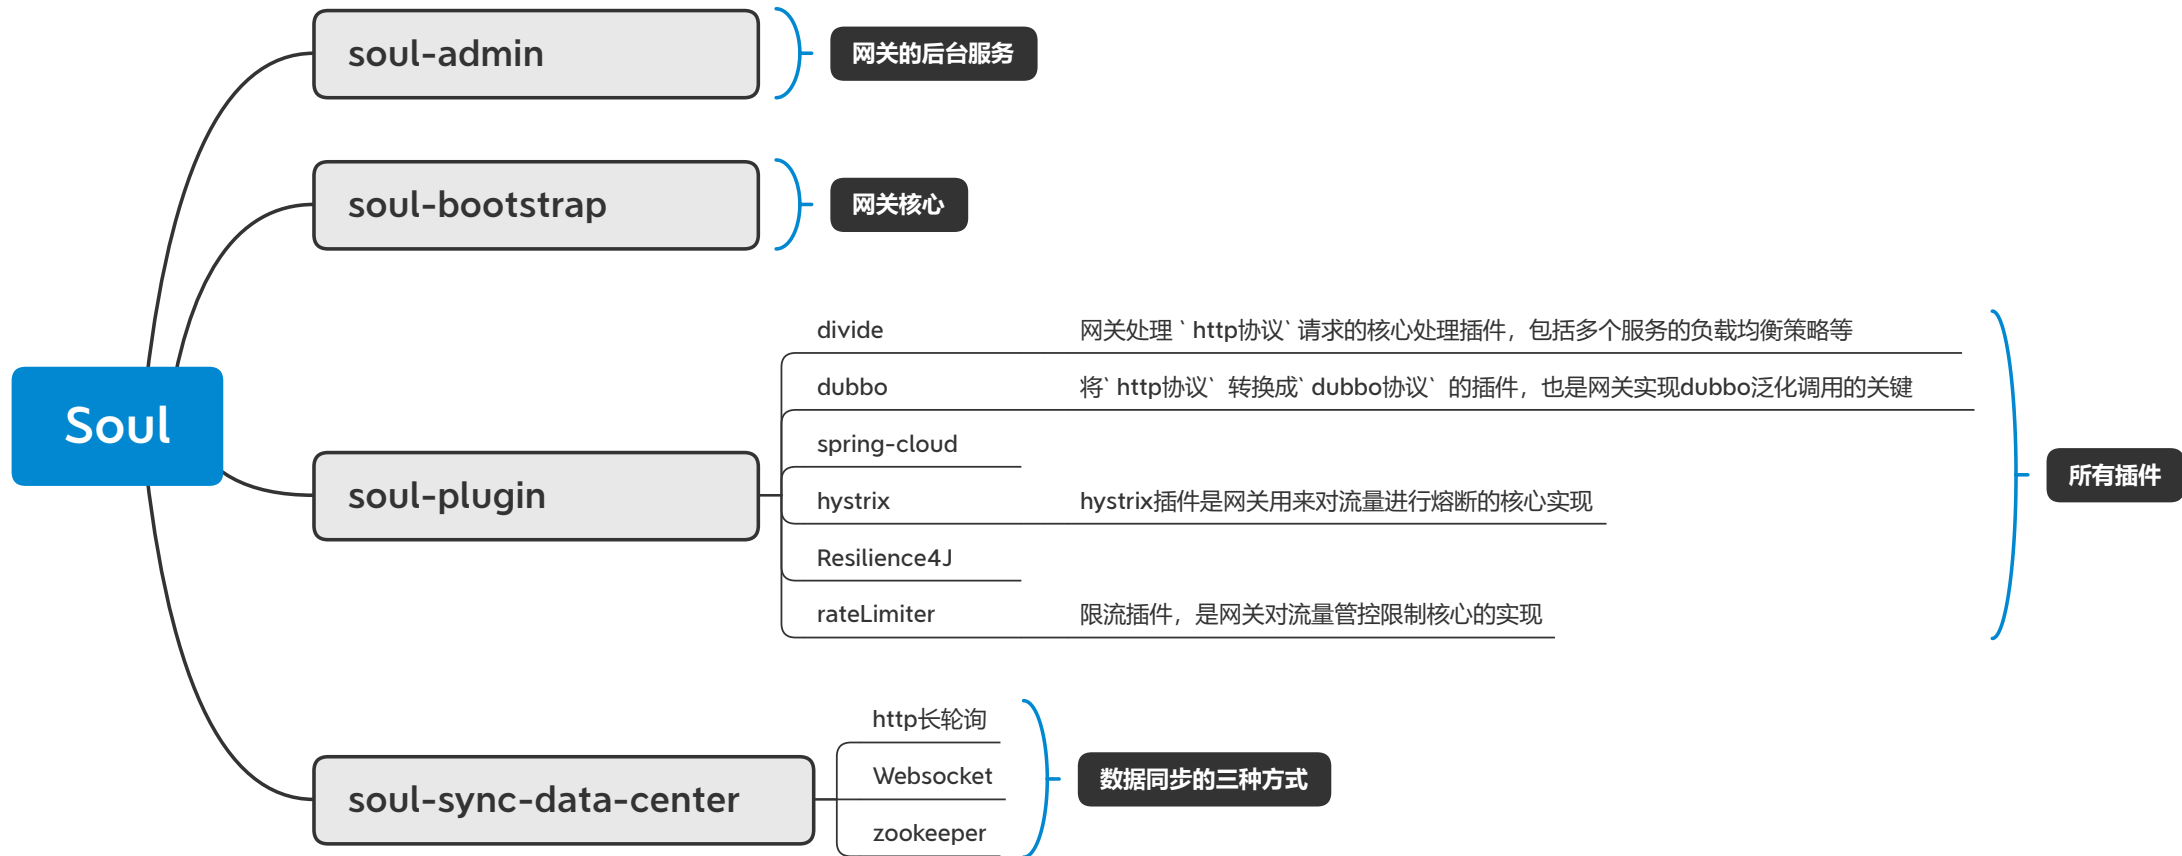 soul-admin
网关的后台服务
soul-bootstrap
网关核心
Soul
soul-plugin
divide
网关处理 `http协议` 请求的核心处理插件，包括多个服务的负载均衡策略等
dubbo
将` http协议` 转换成` dubbo协议` 的插件，也是网关实现dubbo泛化调用的关键
spring-cloud
hystrix
hystrix插件是网关用来对流量进行熔断的核心实现
Resilience4J
rateLimiter
限流插件，是网关对流量管控限制核心的实现
所有插件
soul-sync-data-center
http长轮询
Websocket
zookeeper
数据同步的三种方式